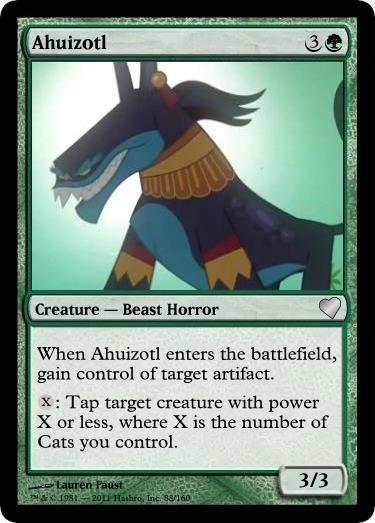 Ahuizotl 3
Creature — Beast Horror
When Ahuizotl enters the battlefield,
gain control of target artifact.
X: Tap target creature with power
X or less, where X is the number of
Cats you control.
Lauren Faust
3/3
™ & © 1981 — 2011 Hasbro, Inc. 88/160